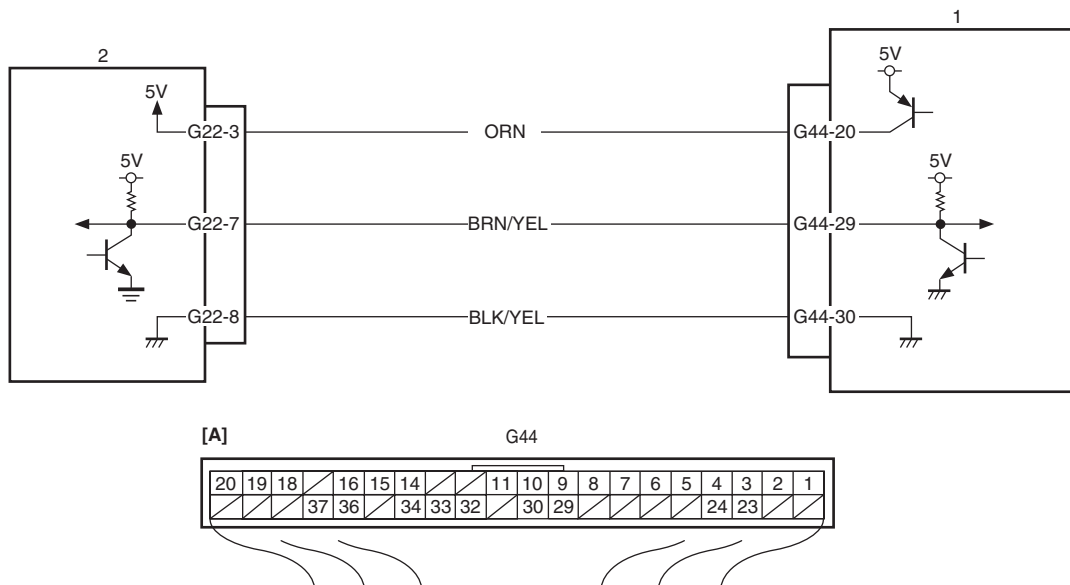 1
2
5V
5V
G22-3 ORN G44-20
5V
5V
G22-7 BRN/YEL G44-29
G22-8 BLK/YEL G44-30
[A] G44
20 19 18 16 15 14 11 10 9 8 7 6 5 4 3 2 1
37 36 34 33 32 30 29 24 23